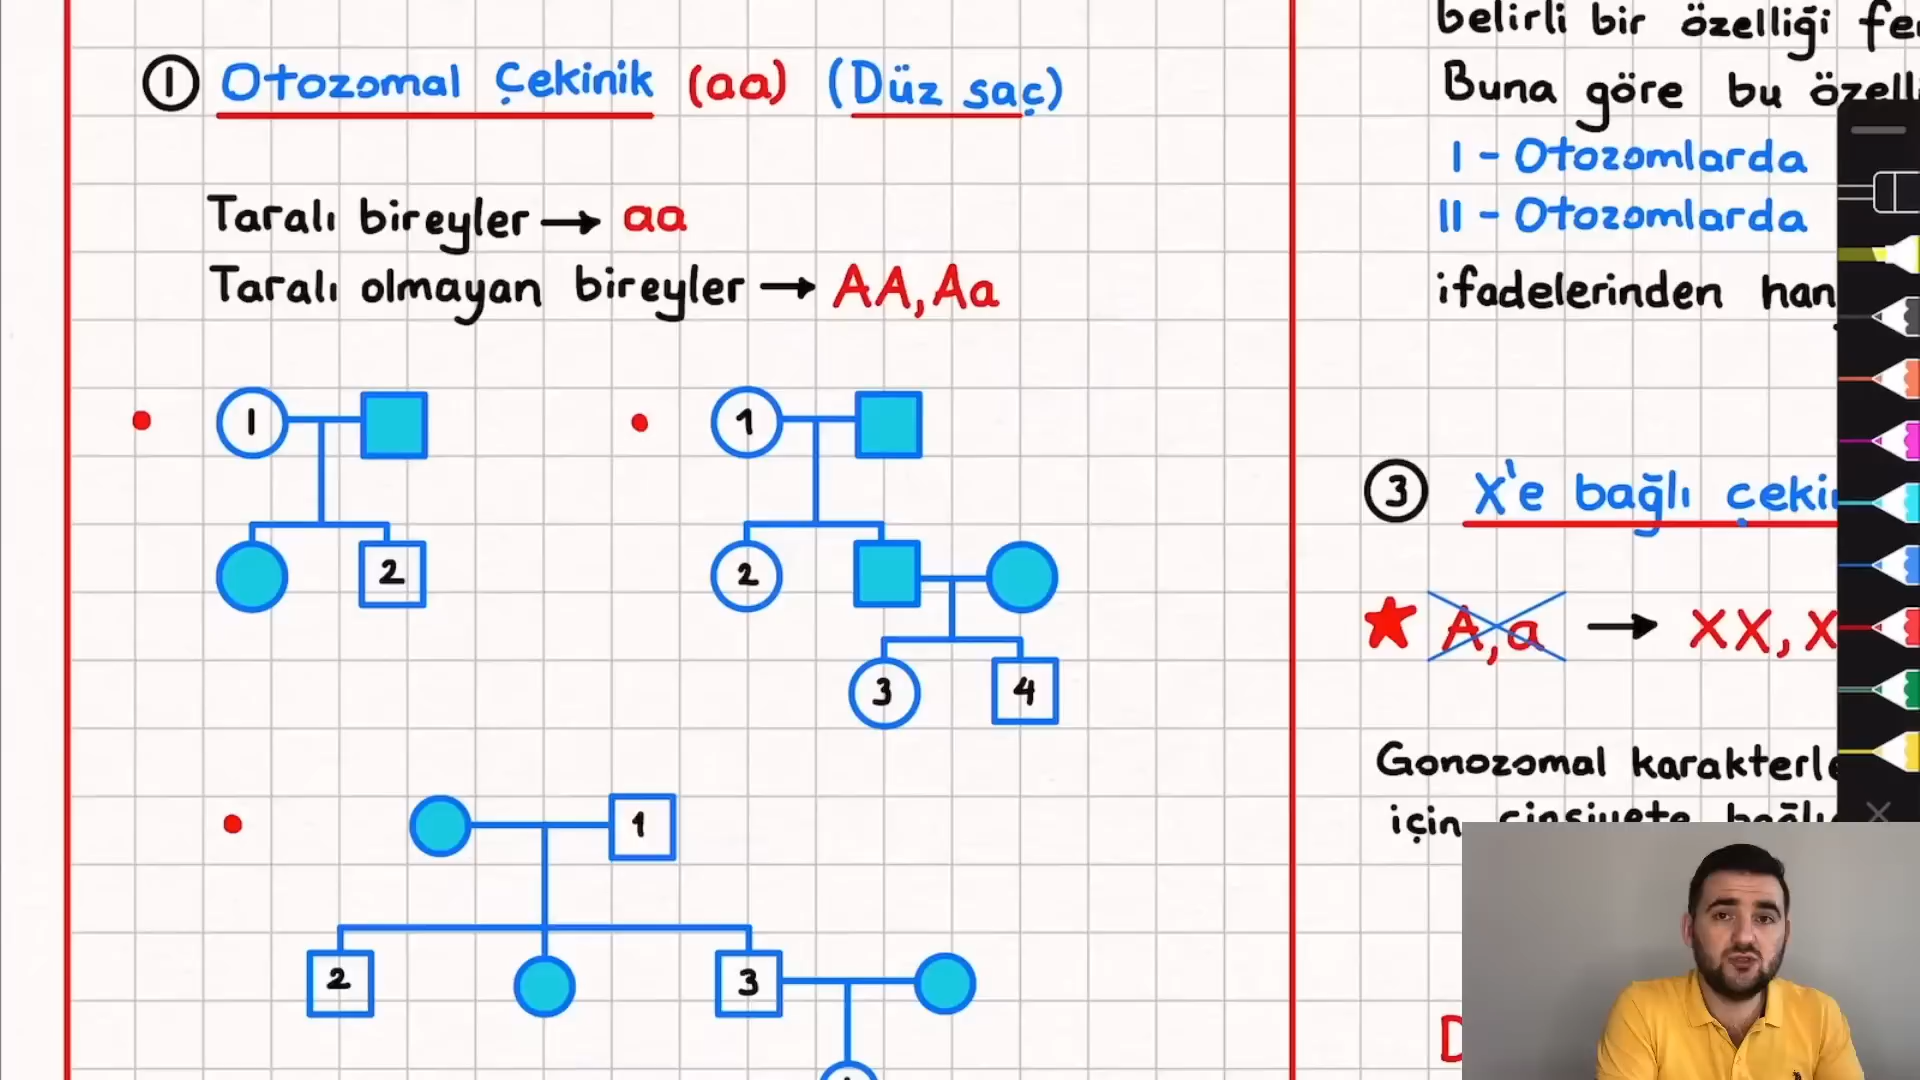 1 Otozomal Çekinik (aa) (Düz saç)
Taralı bireyler → aa
Taralı olmayan bireyler → AA, Aa
1
2
1
2
3
4
1
2
3
belirli bir özelliği
Buna göre bu
I - Otozomlarda
II - Otozomlarda
ifadelerinden
3 X'e bağlı
A, a → XX, X
Gonozomal
için cinsiyete
D